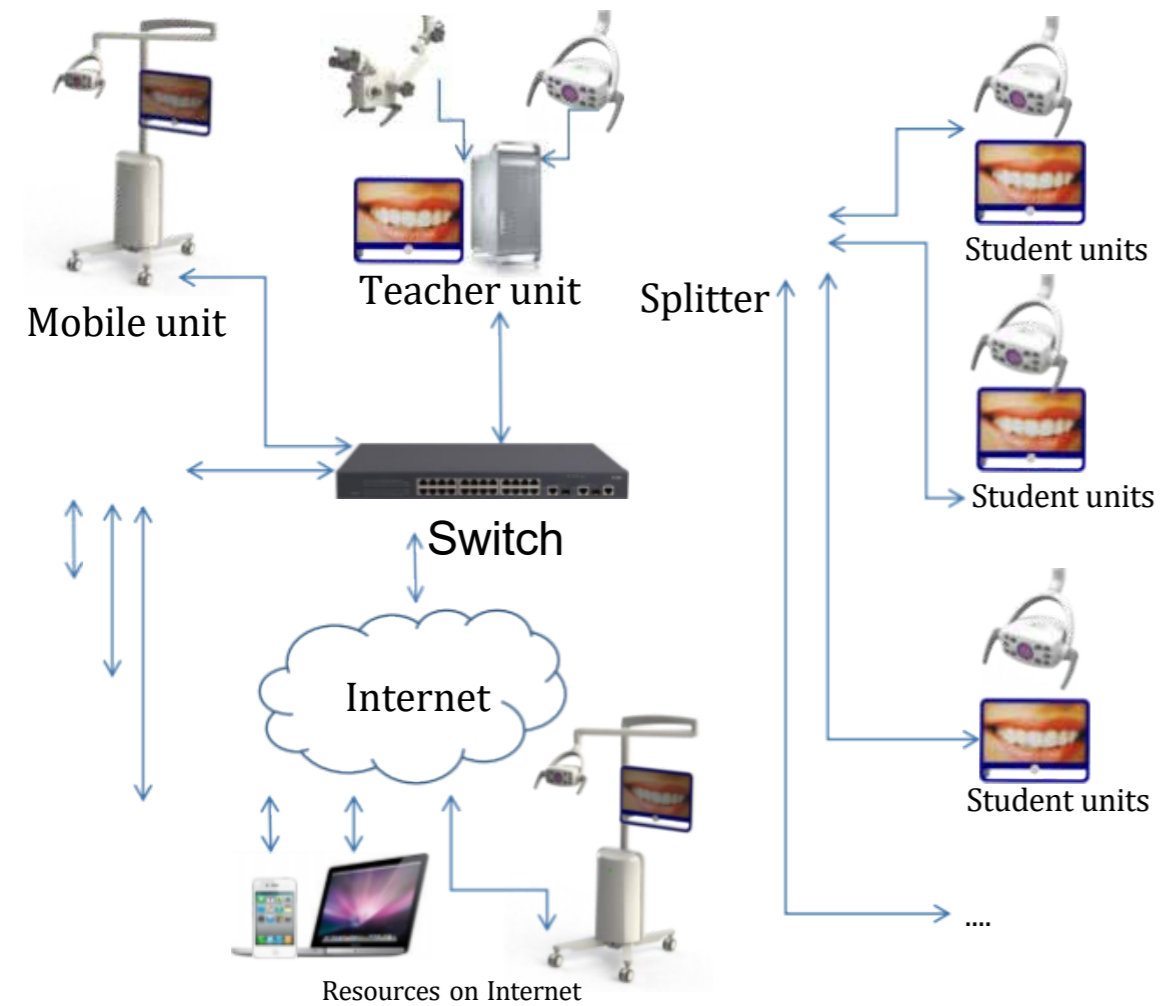 Mobile unit
Teacher unit
Splitter
Student units
Student units
Switch
Internet
Student units
....
Resources on Internet